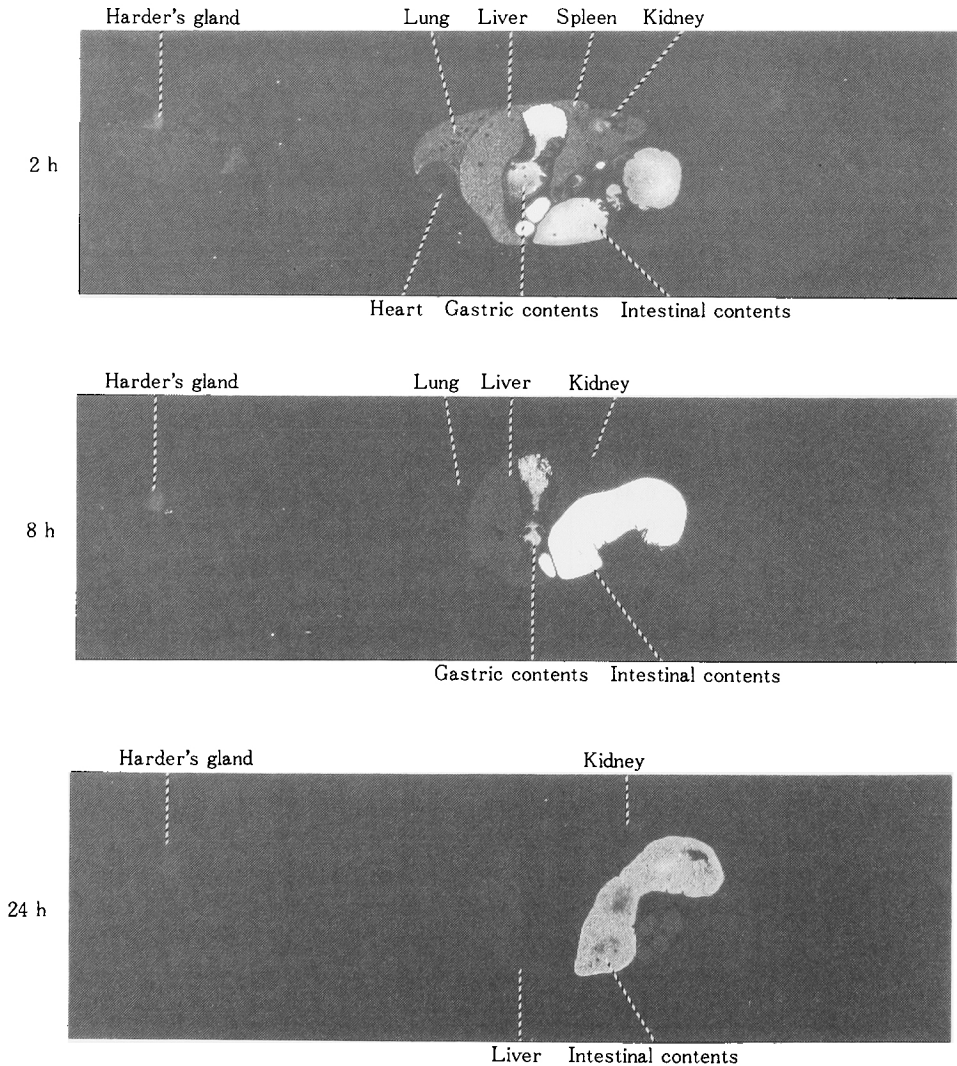 Harder's gland Lung Liver Spleen Kidney
2 h
Heart Gastric contents Intestinal contents
Harder's gland Lung Liver Kidney
8 h
Gastric contents Intestinal contents
Harder's gland Kidney
24 h
Liver Intestinal contents